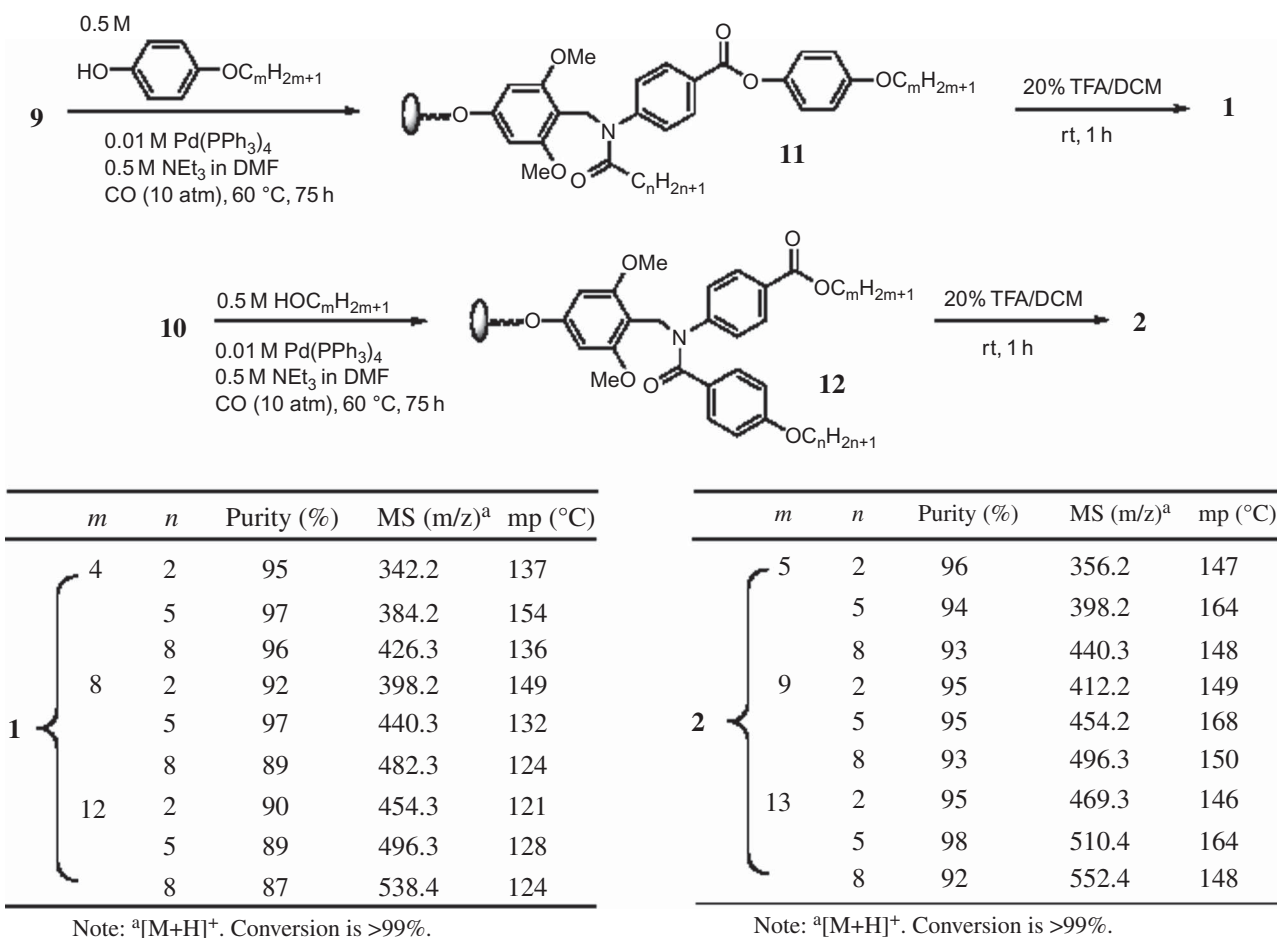 0.5 M
HO OCmH2m+1
9
0.01 M Pd(PPh3)4
0.5 M NEt3 in DMF
CO (10 atm), 60 °C, 75 h
O
OMe
O
O OCmH2m+1
N
MeO
O CnH2n+1
11
20% TFA/DCM
rt, 1 h
1
10
0.5 M HOCmH2m+1
0.01 M Pd(PPh3)4
0.5 M NEt3 in DMF
CO (10 atm), 60 °C, 75 h
O
OMe
OCmH2m+1
O
N
MeO
O
OCnH2n+1
12
20% TFA/DCM
rt, 1 h
2
m n Purity (%) MS (m/z)a mp (°C)
4 2 95 342.2 137
5 97 384.2 154
8 96 426.3 136
8 2 92 398.2 149
1 5 97 440.3 132
8 89 482.3 124
12 2 90 454.3 121
5 89 496.3 128
8 87 538.4 124
Note: a[M+H]+. Conversion is >99%.
m n Purity (%) MS (m/z)a mp (°C)
5 2 96 356.2 147
5 94 398.2 164
8 93 440.3 148
9 2 95 412.2 149
2 5 95 454.2 168
8 93 496.3 150
13 2 95 469.3 146
5 98 510.4 164
8 92 552.4 148
Note: a[M+H]+. Conversion is >99%.